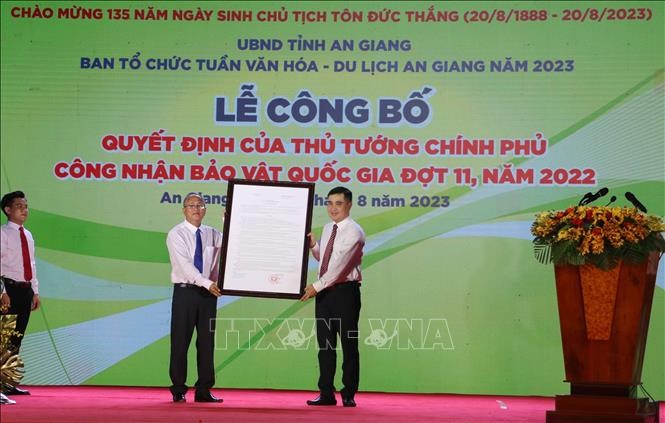 CHÀO MỪNG 135 NĂM NGÀY SINH CHỦ TỊCH TÔN ĐỨC THẮNG (20/8/1888 - 20/8/2023)
UBND TỈNH AN GIANG
BAN TỔ CHỨC TUẦN VĂN HÓA - DU LỊCH AN GIANG NĂM 2023
LỄ CÔNG BỐ
QUYẾT ĐỊNH CỦA THỦ TƯỚNG CHÍNH PHỦ
CÔNG NHẬN BẢO VẬT QUỐC GIA ĐỢT 11, NĂM 2022
An Giang 8 năm 2023
TTXVN - VNA